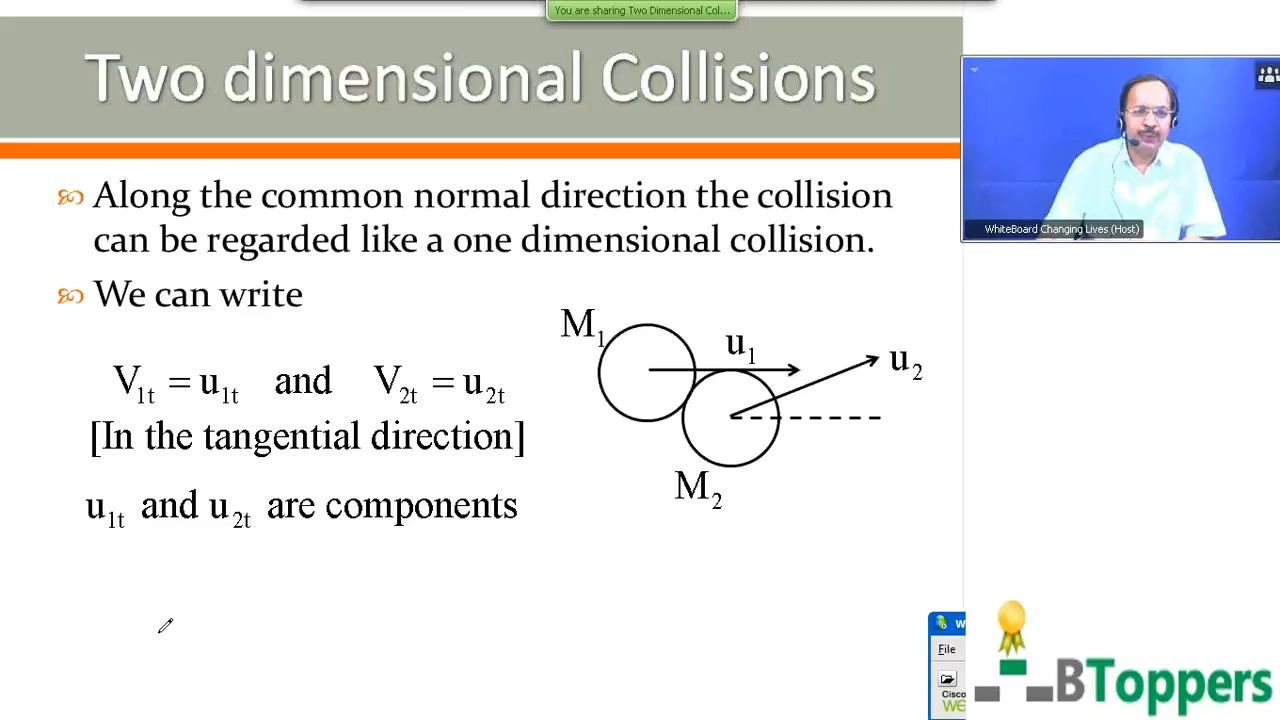 You are sharing Two Dimensional Col...
Two dimensional Collisions
Along the common normal direction the collision
can be regarded like a one dimensional collision.
We can write
M1
u1
u2
V1t = u1t and V2t = u2t
[In the tangential direction]
M2
u1t and u2t are components
WhiteBoard Changing Lives (Host)
W
File
Cisco
BToppers